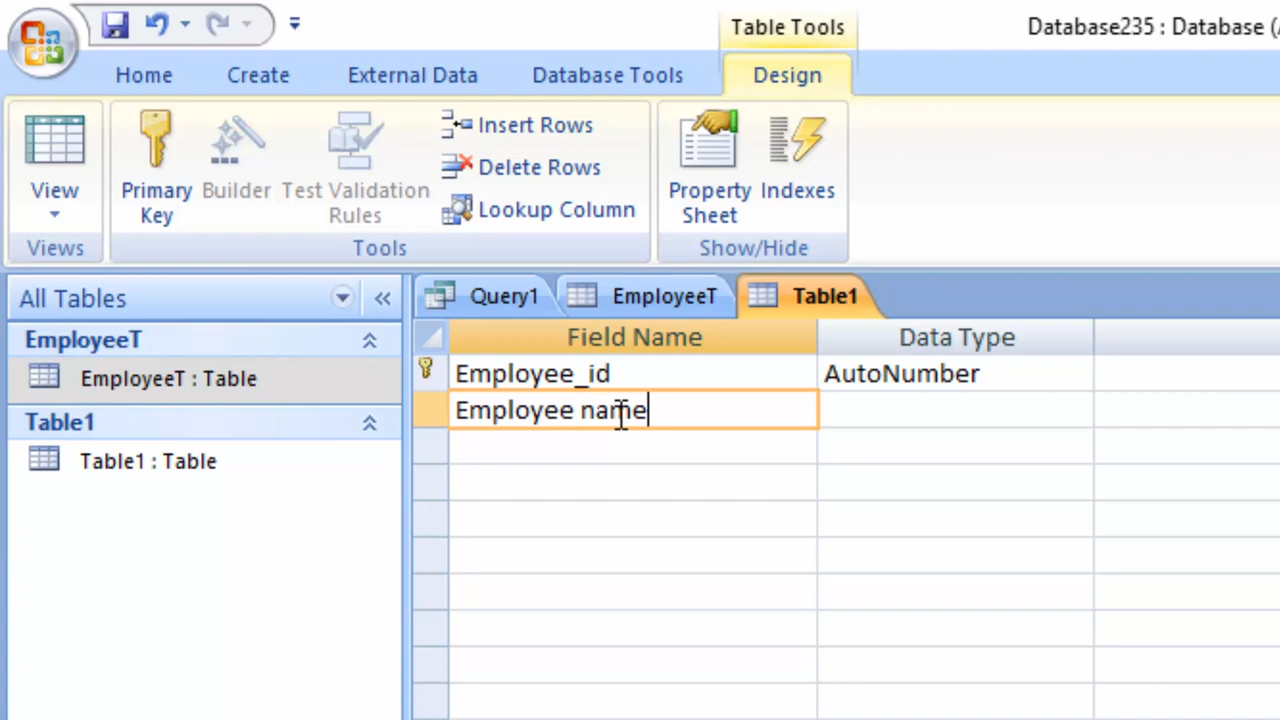 Table Tools
Database235 : Database (
Home Create External Data Database Tools Design
View
Primary Key
Builder
Test Validation Rules
Insert Rows
Delete Rows
Lookup Column
Property Sheet
Indexes
Views Tools Show/Hide
All Tables «
Query1 EmployeeT Table1
EmployeeT
EmployeeT : Table
Table1
Table1 : Table
Field Name Data Type
Employee_id AutoNumber
Employee name